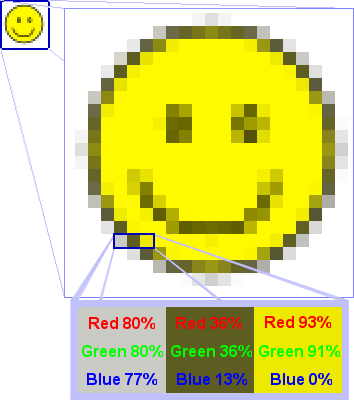 Red 80% Red 36% Red 93%
Green 80% Green 36% Green 91%
Blue 77% Blue 13% Blue 0%